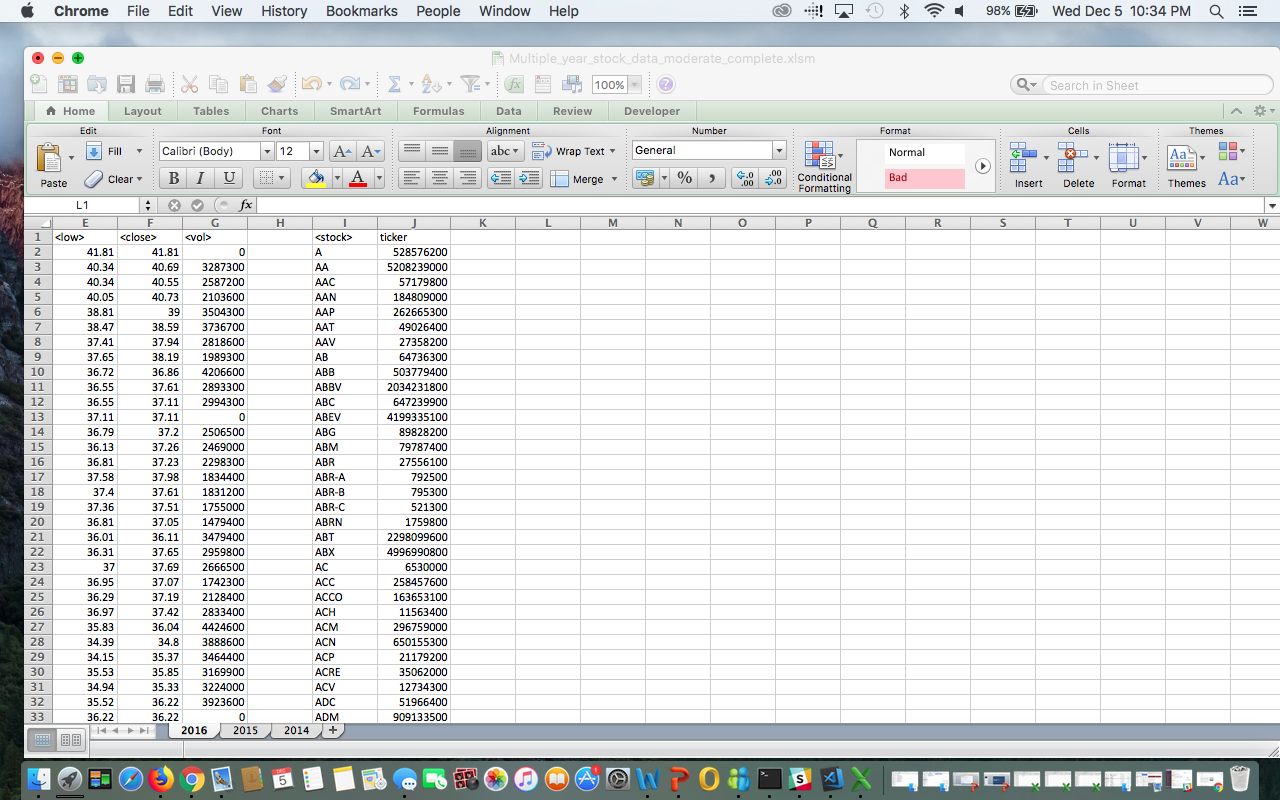 Chrome File Edit View History Bookmarks People Window Help 98% Wed Dec 5 10:34 PM
Multiple_year_stock_data_moderate_complete.xlsm
100% Search in Sheet
Home Layout Tables Charts SmartArt Formulas Data Review Developer
Edit Font Alignment Number Format Cells Themes
Fill Calibri (Body) 12 A A abc Wrap Text General Normal
Paste Clear B I U A Merge % , .0 .00 .00 .0 Conditional Formatting Bad Insert Delete Format Themes Aa
L1 fx
E F G H I J K L M N O P Q R S T U V W
1 <low> <close> <vol> <stock> ticker
2 41.81 41.81 0 A 528576200
3 40.34 40.69 3287300 AA 5208239000
4 40.34 40.55 2587200 AAC 57179800
5 40.05 40.73 2103600 AAN 184809000
6 38.81 39 3504300 AAP 262665300
7 38.47 38.59 3736700 AAT 49026400
8 37.41 37.94 2818600 AAV 27358200
9 37.65 38.19 1989300 AB 64736300
10 36.72 36.86 4206600 ABB 503779400
11 36.55 37.61 2893300 ABBV 2034231800
12 36.55 37.11 2994300 ABC 647239900
13 37.11 37.11 0 ABEV 4199335100
14 36.79 37.2 2506500 ABG 89828200
15 36.13 37.26 2469000 ABM 79787400
16 36.81 37.23 2298300 ABR 27556100
17 37.58 37.98 1834400 ABR-A 792500
18 37.4 37.61 1831200 ABR-B 795300
19 37.36 37.51 1755000 ABR-C 521300
20 36.81 37.05 1479400 ABRN 1759800
21 36.01 36.11 3479400 ABT 2298099600
22 36.31 37.65 2959800 ABX 4996990800
23 37 37.69 2666500 AC 6530000
24 36.95 37.07 1742300 ACC 258457600
25 36.29 37.19 2128400 ACCO 163653100
26 36.97 37.42 2833400 ACH 11563400
27 35.83 36.04 4424600 ACM 296759000
28 34.39 34.8 3888600 ACN 650155300
29 34.15 35.37 3464400 ACP 21179200
30 35.53 35.85 3169900 ACRE 35062000
31 34.94 35.33 3224000 ACV 12734300
32 35.52 36.22 3923600 ADC 51966400
33 36.22 36.22 0 ADM 909133500
2016 2015 2014